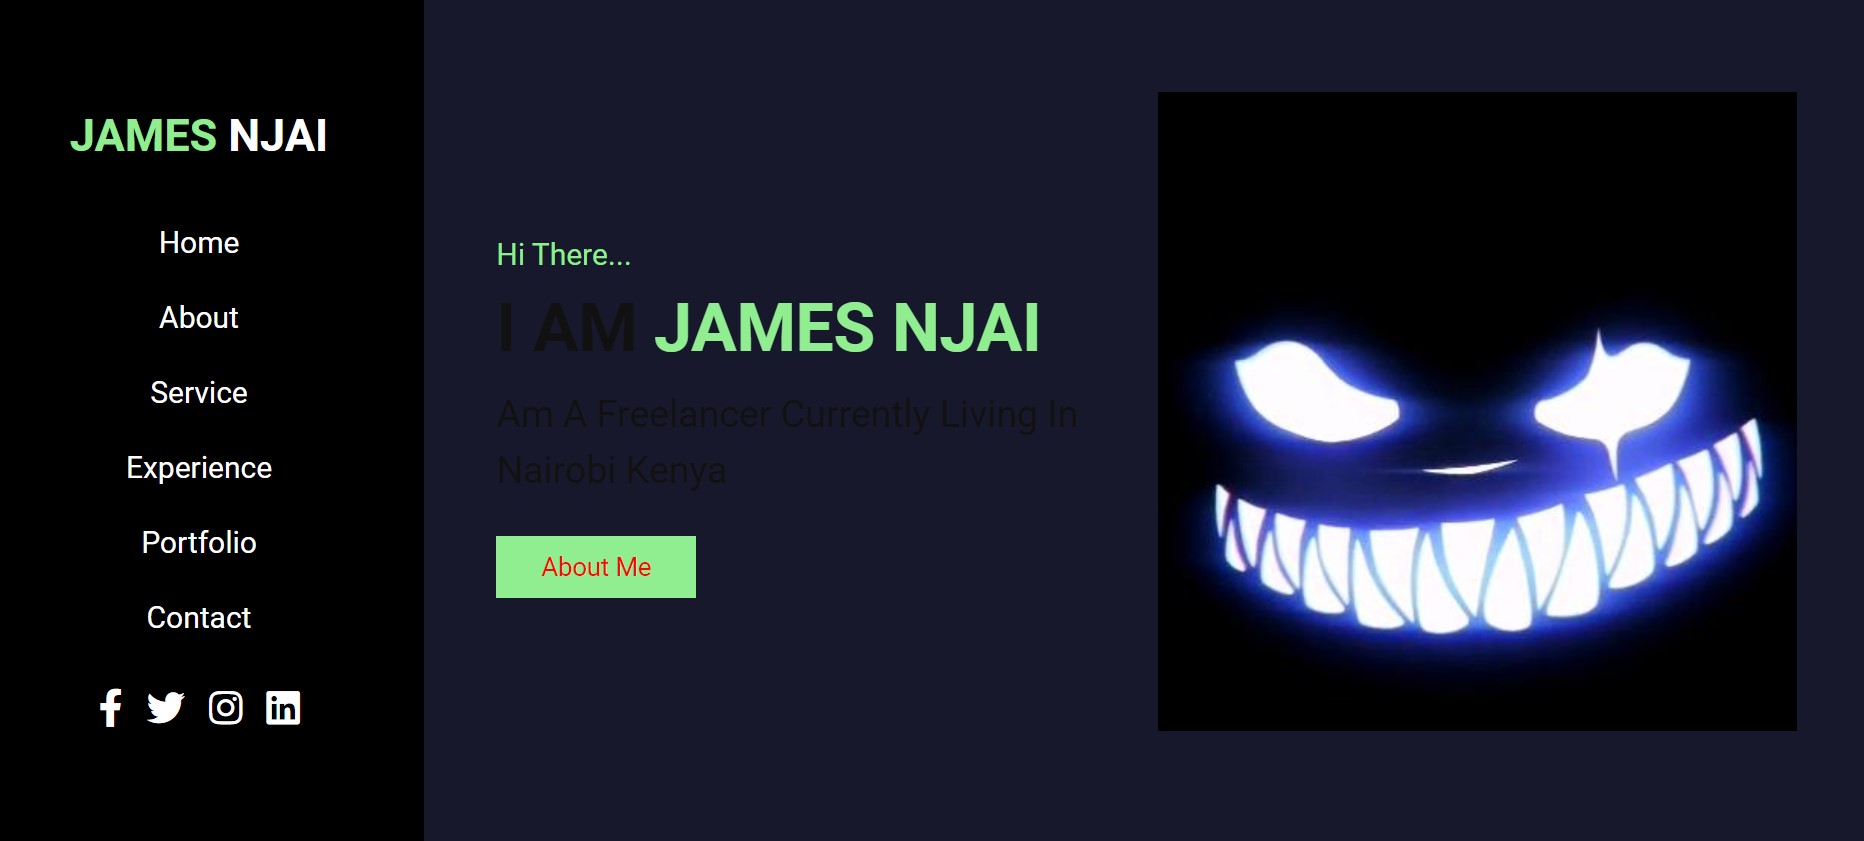 JAMES NJAI
Home
About
Service
Experience
Portfolio
Contact
Hi There...
I AM JAMES NJAI
Am A Freelancer Currently Living In
Nairobi Kenya
About Me